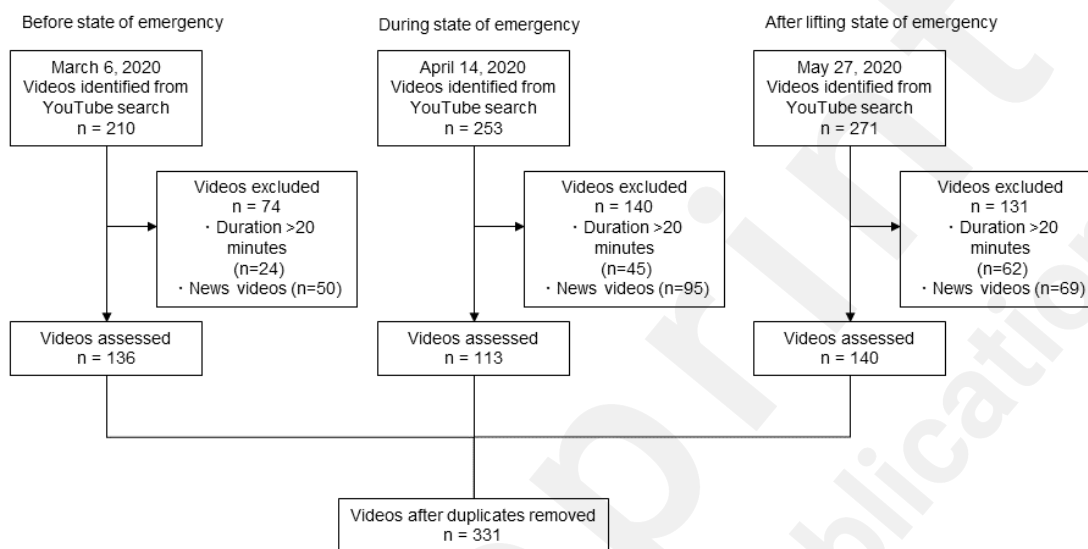 Before state of emergency
During state of emergency
After lifting state of emergency
March 6, 2020
Videos identified from
YouTube search
n = 210
April 14, 2020
Videos identified from
YouTube search
n = 253
May 27, 2020
Videos identified from
YouTube search
n = 271
Videos excluded
n = 74
・Duration >20
minutes
(n=24)
・News videos (n=50)
Videos excluded
n = 140
・Duration >20
minutes
(n=45)
・News videos (n=95)
Videos excluded
n = 131
・Duration >20
minutes
(n=62)
・News videos (n=69)
Videos assessed
n = 136
Videos assessed
n = 113
Videos assessed
n = 140
Videos after duplicates removed
n = 331